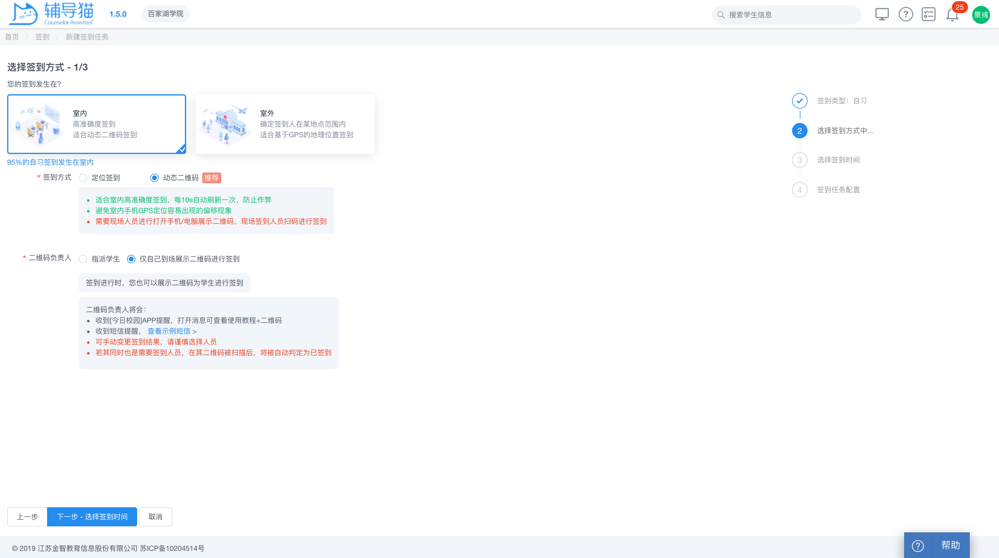 辅导猫
Counselor AssistanT
1.5.0
百家湖学院
搜索学生信息
25
景彧
首页 / 签到 / 新建签到任务
选择签到方式 - 1/3
您的签到发生在?
室内
高准确度签到
适合动态二维码签到
室外
确定签到人在某地点范围内
适合基于GPS的地理位置签到
95%的自习签到发生在室内
* 签到方式 定位签到 动态二维码 推荐
适合室内高准确度签到，每10s自动刷新一次，防止作弊
避免室内手机GPS定位容易出现的偏移现象
需要现场人员进行打开手机/电脑展示二维码，现场签到人员扫码进行签到
* 二维码负责人 指派学生 仅自己到场展示二维码进行签到
签到进行时，您也可以展示二维码为学生进行签到
二维码负责人将会：
收到[今日校园]APP提醒，打开消息可查看使用教程+二维码
收到短信提醒， 查看示例短信 >
可手动变更签到结果，请谨慎选择人员
若其同时也是需要签到人员，在其二维码被扫描后，将被自动判定为已签到
签到类型：自习
2 选择签到方式中...
3 选择签到时间
4 签到任务配置
上一步 下一步 - 选择签到时间 取消
© 2019 江苏金智教育信息股份有限公司 苏ICP备10204514号
? 帮助